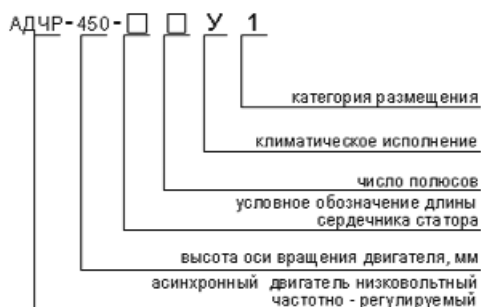 АДЧР-450-□ □ У 1
категория размещения
климатическое исполнение
число полюсов
условное обозначение длины
сердечника статора
высота оси вращения двигателя, мм
асинхронный двигатель низковольтный
частотно - регулируемый